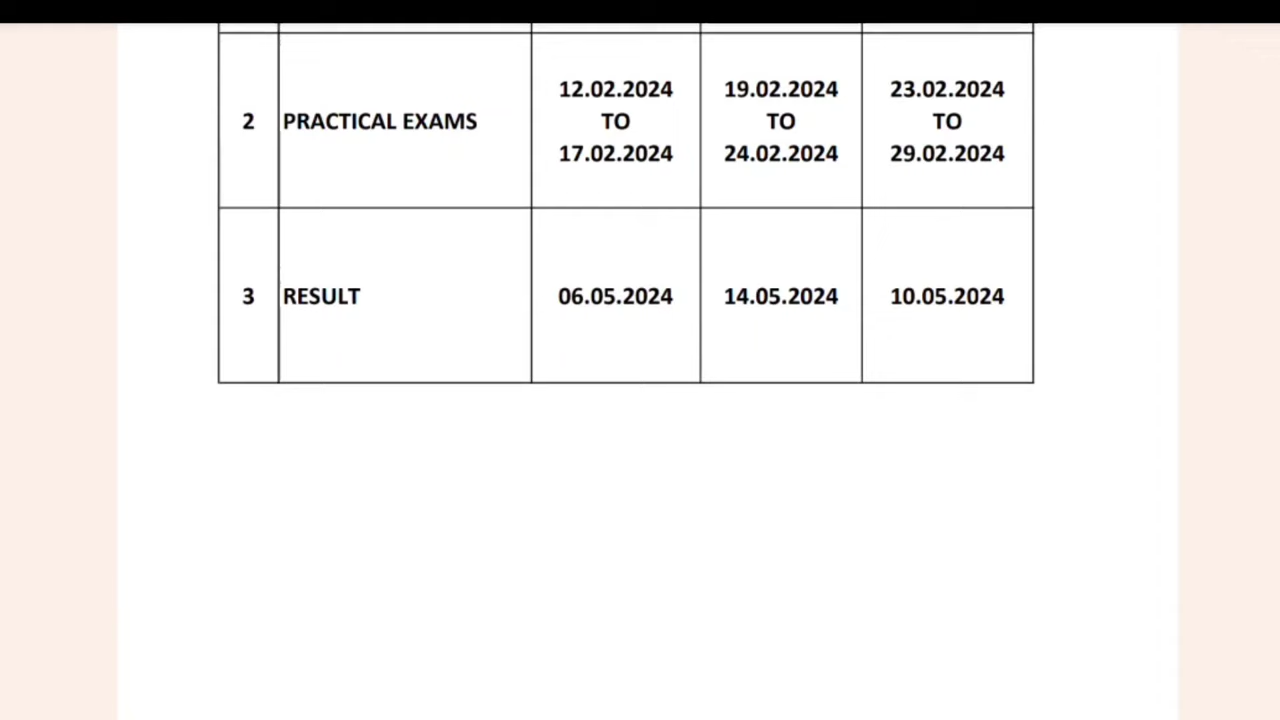 12.02.2024 19.02.2024 23.02.2024
2 PRACTICAL EXAMS TO TO TO
17.02.2024 24.02.2024 29.02.2024
3 RESULT 06.05.2024 14.05.2024 10.05.2024